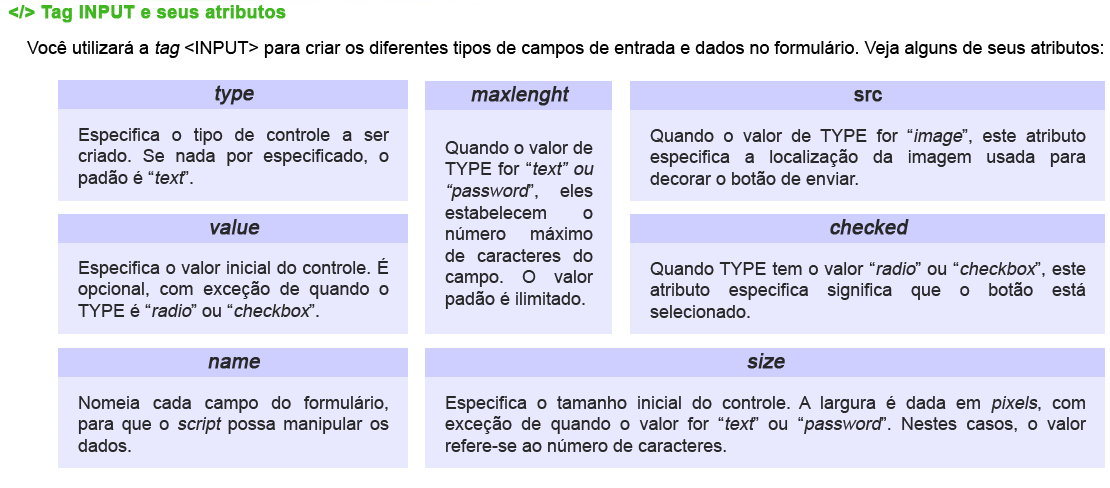 </> Tag INPUT e seus atributos
Você utilizará a tag <INPUT> para criar os diferentes tipos de campos de entrada e dados no formulário. Veja alguns de seus atributos:
type
Especifica o tipo de controle a ser
criado. Se nada por especificado, o
padão é “text”.
value
Especifica o valor inicial do controle. É
opcional, com exceção de quando o
TYPE é “radio” ou “checkbox”.
name
Nomeia cada campo do formulário,
para que o script possa manipular os
dados.
maxlenght
Quando o valor de
TYPE for “text” ou
“password”, eles
estabelecem o
número máximo
de caracteres do
campo. O valor
padão é ilimitado.
src
Quando o valor de TYPE for “image”, este atributo
especifica a localização da imagem usada para
decorar o botão de enviar.
checked
Quando TYPE tem o valor “radio” ou “checkbox”, este
atributo especifica significa que o botão está
selecionado.
size
Especifica o tamanho inicial do controle. A largura é dada em pixels, com
exceção de quando o valor for “text” ou “password”. Nestes casos, o valor
refere-se ao número de caracteres.